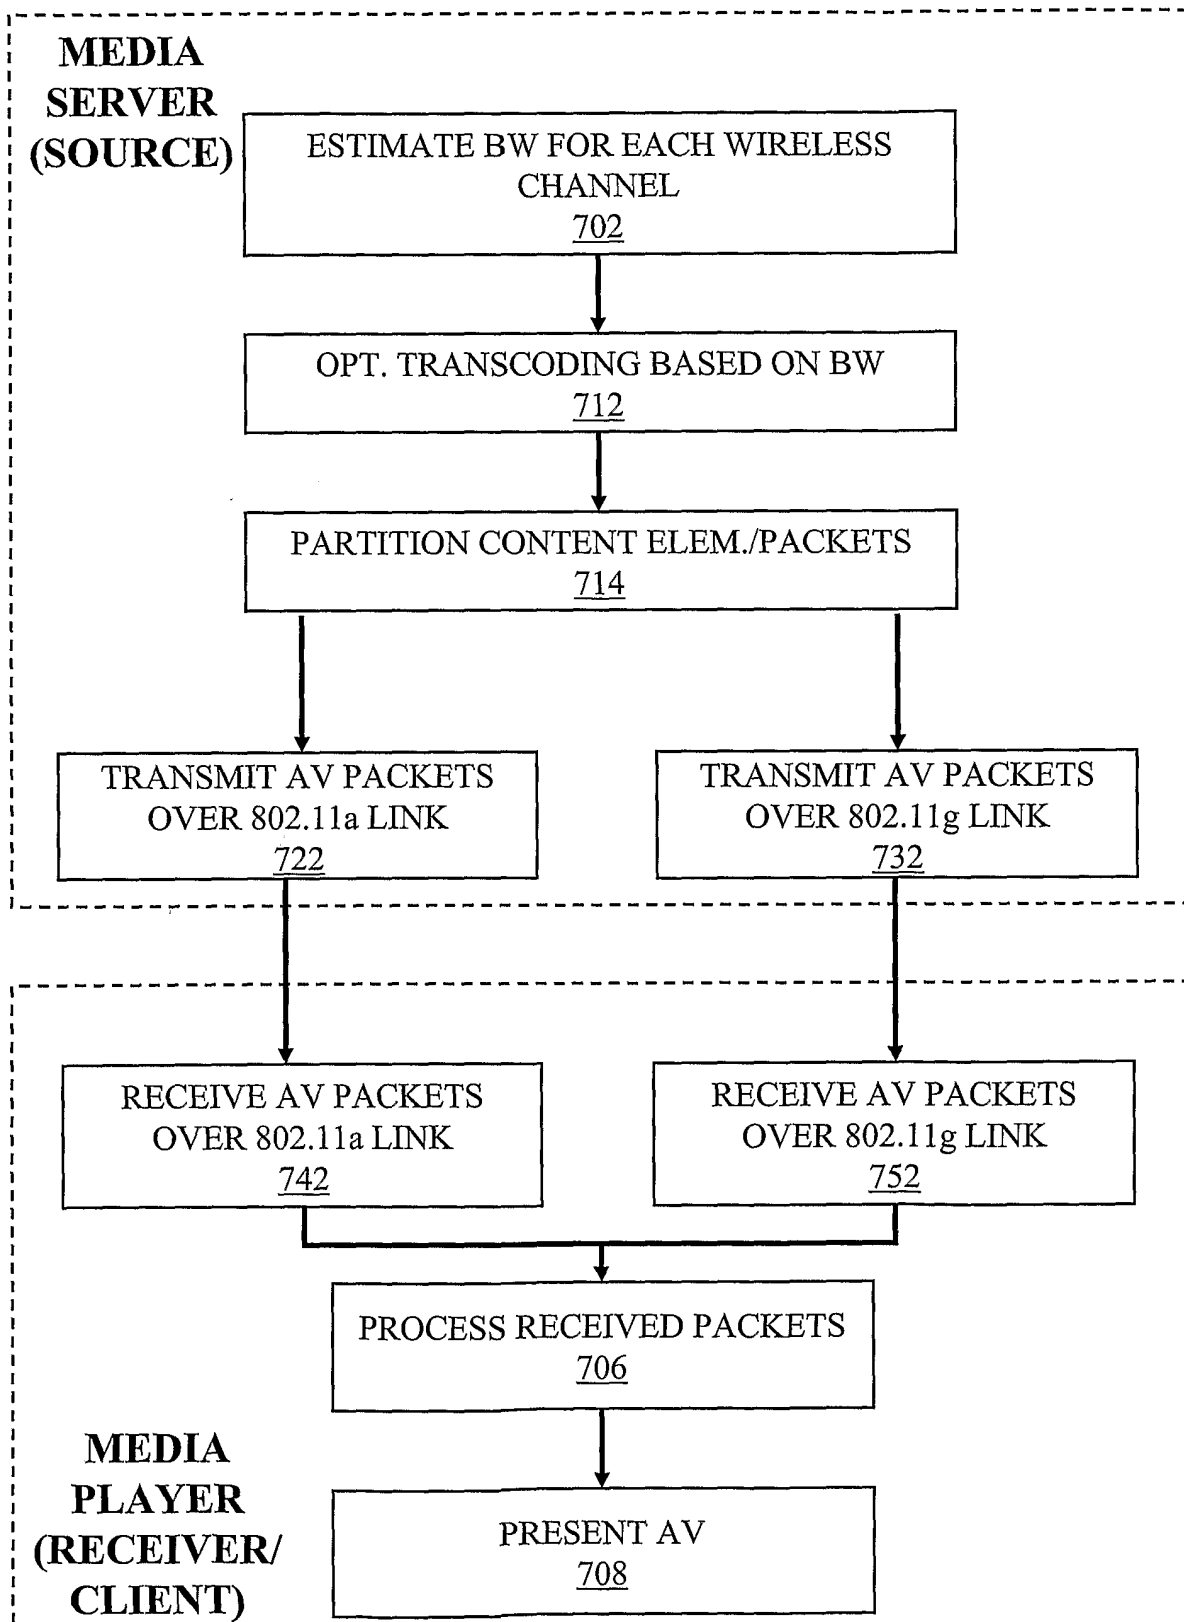 MEDIA
SERVER
(SOURCE)
ESTIMATE BW FOR EACH WIRELESS
CHANNEL
702
OPT. TRANSCODING BASED ON BW
712
PARTITION CONTENT ELEM./PACKETS
714
TRANSMIT AV PACKETS
OVER 802.11a LINK
722
TRANSMIT AV PACKETS
OVER 802.11g LINK
732
RECEIVE AV PACKETS
OVER 802.11a LINK
742
RECEIVE AV PACKETS
OVER 802.11g LINK
752
PROCESS RECEIVED PACKETS
706
MEDIA
PLAYER
(RECEIVER/
CLIENT)
PRESENT AV
708